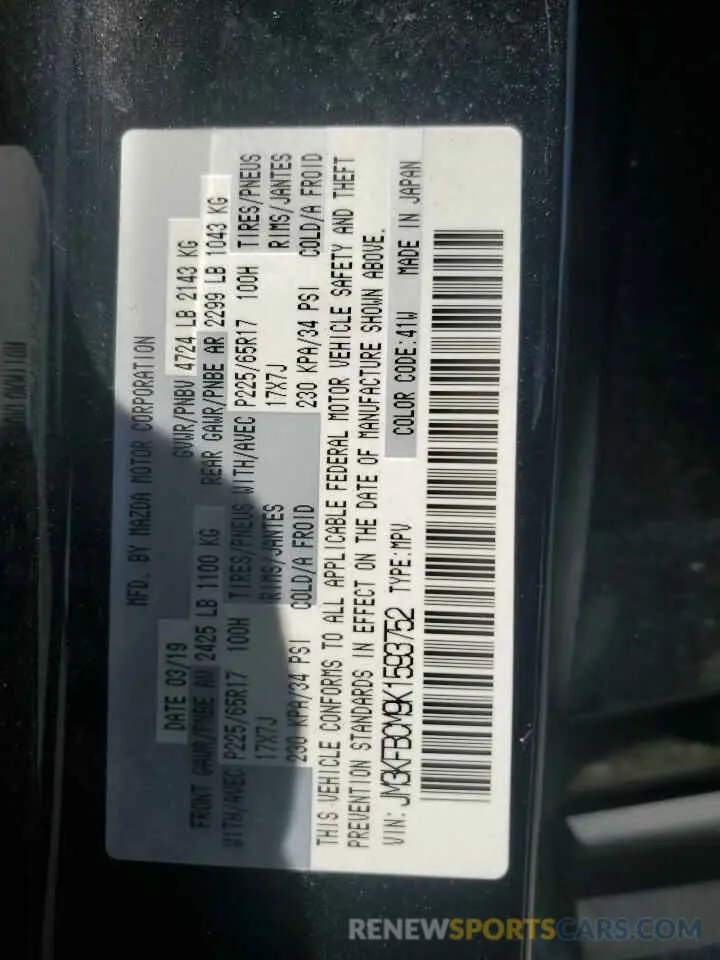 MFD. BY MAZDA MOTOR CORPORATION
DATE 03/19 GVWR/PNBV 4724 LB 2143 KG
FRONT GAWR/PNBE AV 2425 LB 1100 KG REAR GAWR/PNBE AR 2299 LB 1043 KG
WITH/AVEC P225/65R17 100H TIRES/PNEUS WITH/AVEC P225/65R17 100H TIRES/PNEUS
17X7J RIMS/JANTES 17X7J RIMS/JANTES
230 KPA/34 PSI COLD/A FROID 230 KPA/34 PSI COLD/A FROID
THIS VEHICLE CONFORMS TO ALL APPLICABLE FEDERAL MOTOR VEHICLE SAFETY AND THEFT
PREVENTION STANDARDS IN EFFECT ON THE DATE OF MANUFACTURE SHOWN ABOVE.
VIN: JM3KFBCM9K1593752 TYPE:MPV COLOR CODE:41W MADE IN JAPAN
RENEWSPORTSCARS.COM